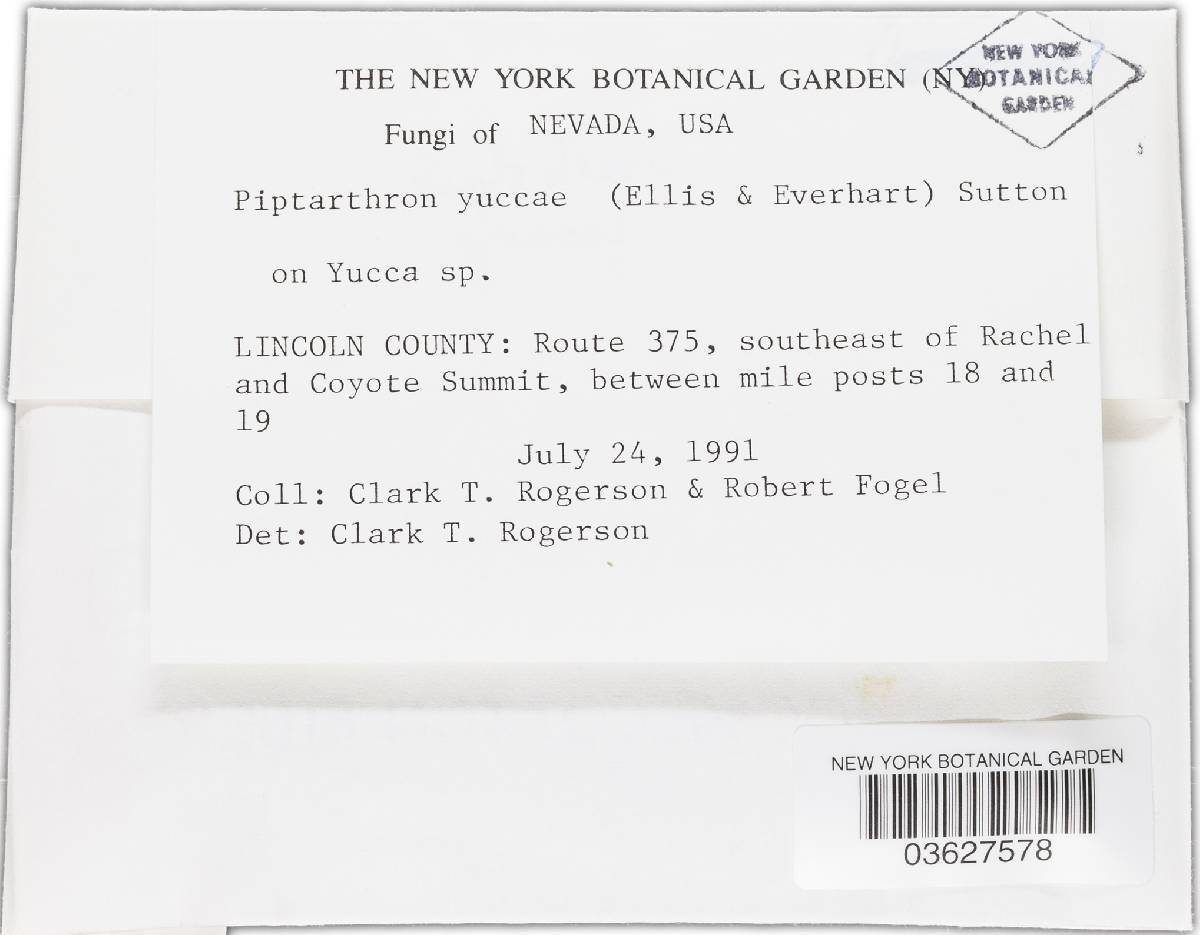 NEW YORK
BOTANICAL
GARDEN
THE NEW YORK BOTANICAL GARDEN (NY)
Fungi of NEVADA, USA
Piptarthron yuccae (Ellis & Everhart) Sutton
on Yucca sp.
LINCOLN COUNTY: Route 375, southeast of Rachel
and Coyote Summit, between mile posts 18 and
19
July 24, 1991
Coll: Clark T. Rogerson & Robert Fogel
Det: Clark T. Rogerson
NEW YORK BOTANICAL GARDEN
03627578